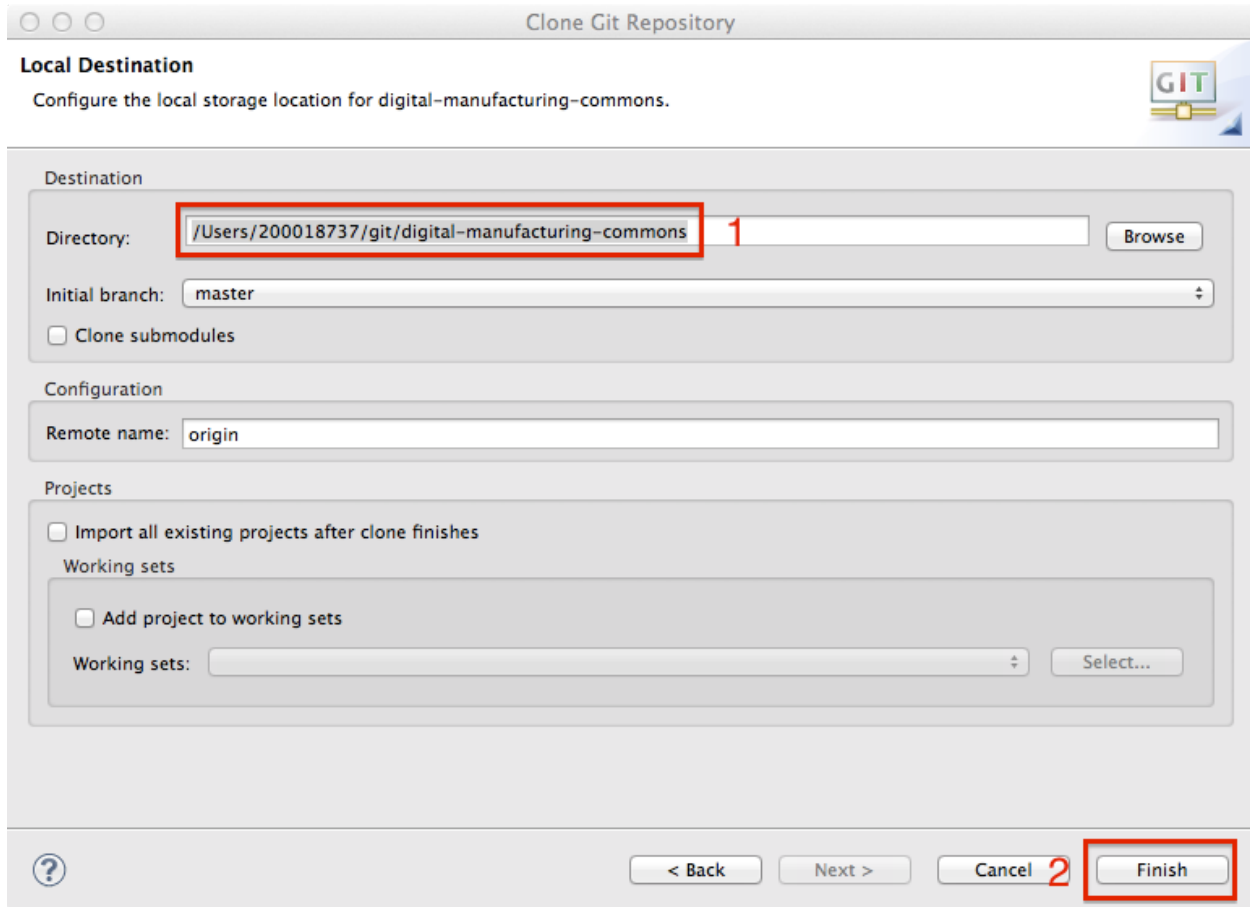 Clone Git Repository
Local Destination
Configure the local storage location for digital-manufacturing-commons.
GIT
Destination
Directory: /Users/200018737/git/digital-manufacturing-commons 1 Browse
Initial branch: master
Clone submodules
Configuration
Remote name: origin
Projects
Import all existing projects after clone finishes
Working sets
Add project to working sets
Working sets: Select...
? < Back Next > Cancel 2 Finish